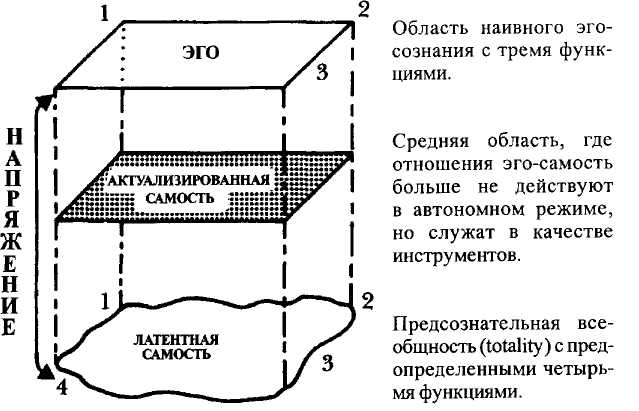 1
2
ЭГО
3
Область наивного эго-
сознания с тремя функ-
циями.
НАПРЯЖЕНИЕ
АКТУАЛИЗИРОВАННАЯ
САМОСТЬ
Средняя область, где
отношения эго-самость
больше не действуют
в автономном режиме,
но служат в качестве
инструментов.
1
2
ЛАТЕНТНАЯ
САМОСТЬ
3
4
Предсознательная все-
общность (totality) с пред-
определенными четырь-
мя функциями.